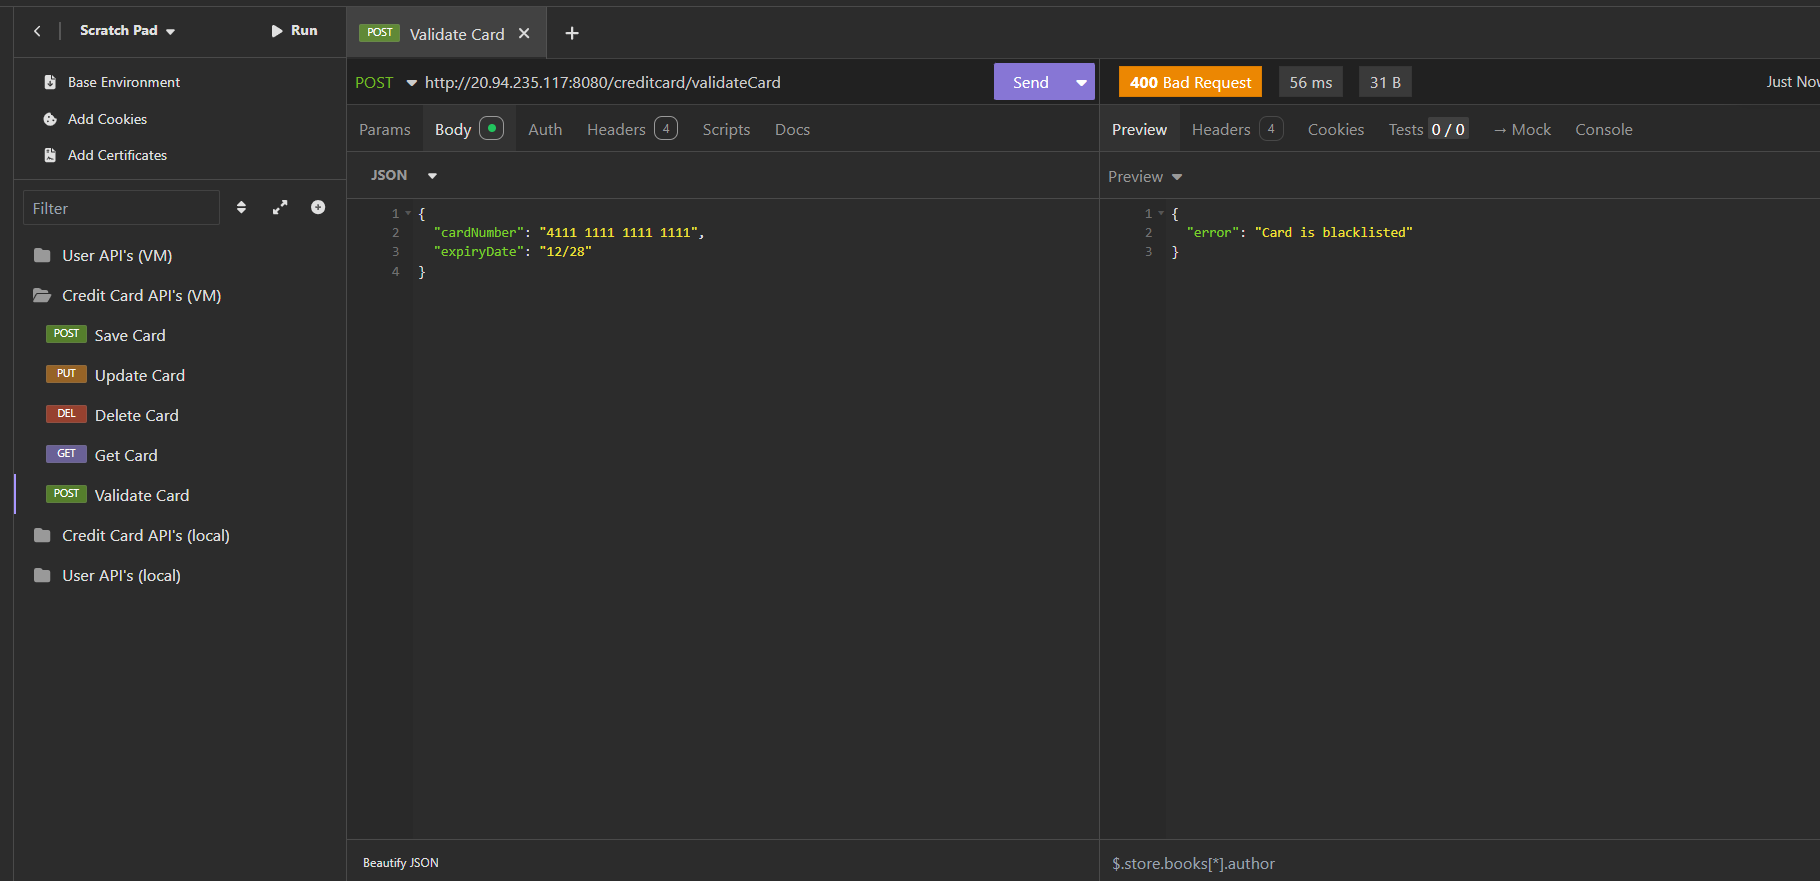 Scratch Pad
Run
Base Environment
Add Cookies
Add Certificates
Filter
User API's (VM)
Credit Card API's (VM)
POST Save Card
PUT Update Card
DEL Delete Card
GET Get Card
POST Validate Card
Credit Card API's (local)
User API's (local)
POST Validate Card
POST http://20.94.235.117:8080/creditcard/validateCard Send
Params Body Auth Headers 4 Scripts Docs
JSON
1 {
2 "cardNumber": "4111 1111 1111 1111",
3 "expiryDate": "12/28"
4 }
Beautify JSON
400 Bad Request 56 ms 31 B Just Now
Preview Headers 4 Cookies Tests 0 / 0 → Mock Console
Preview
1 {
2 "error": "Card is blacklisted"
3 }
$.store.books[*].author